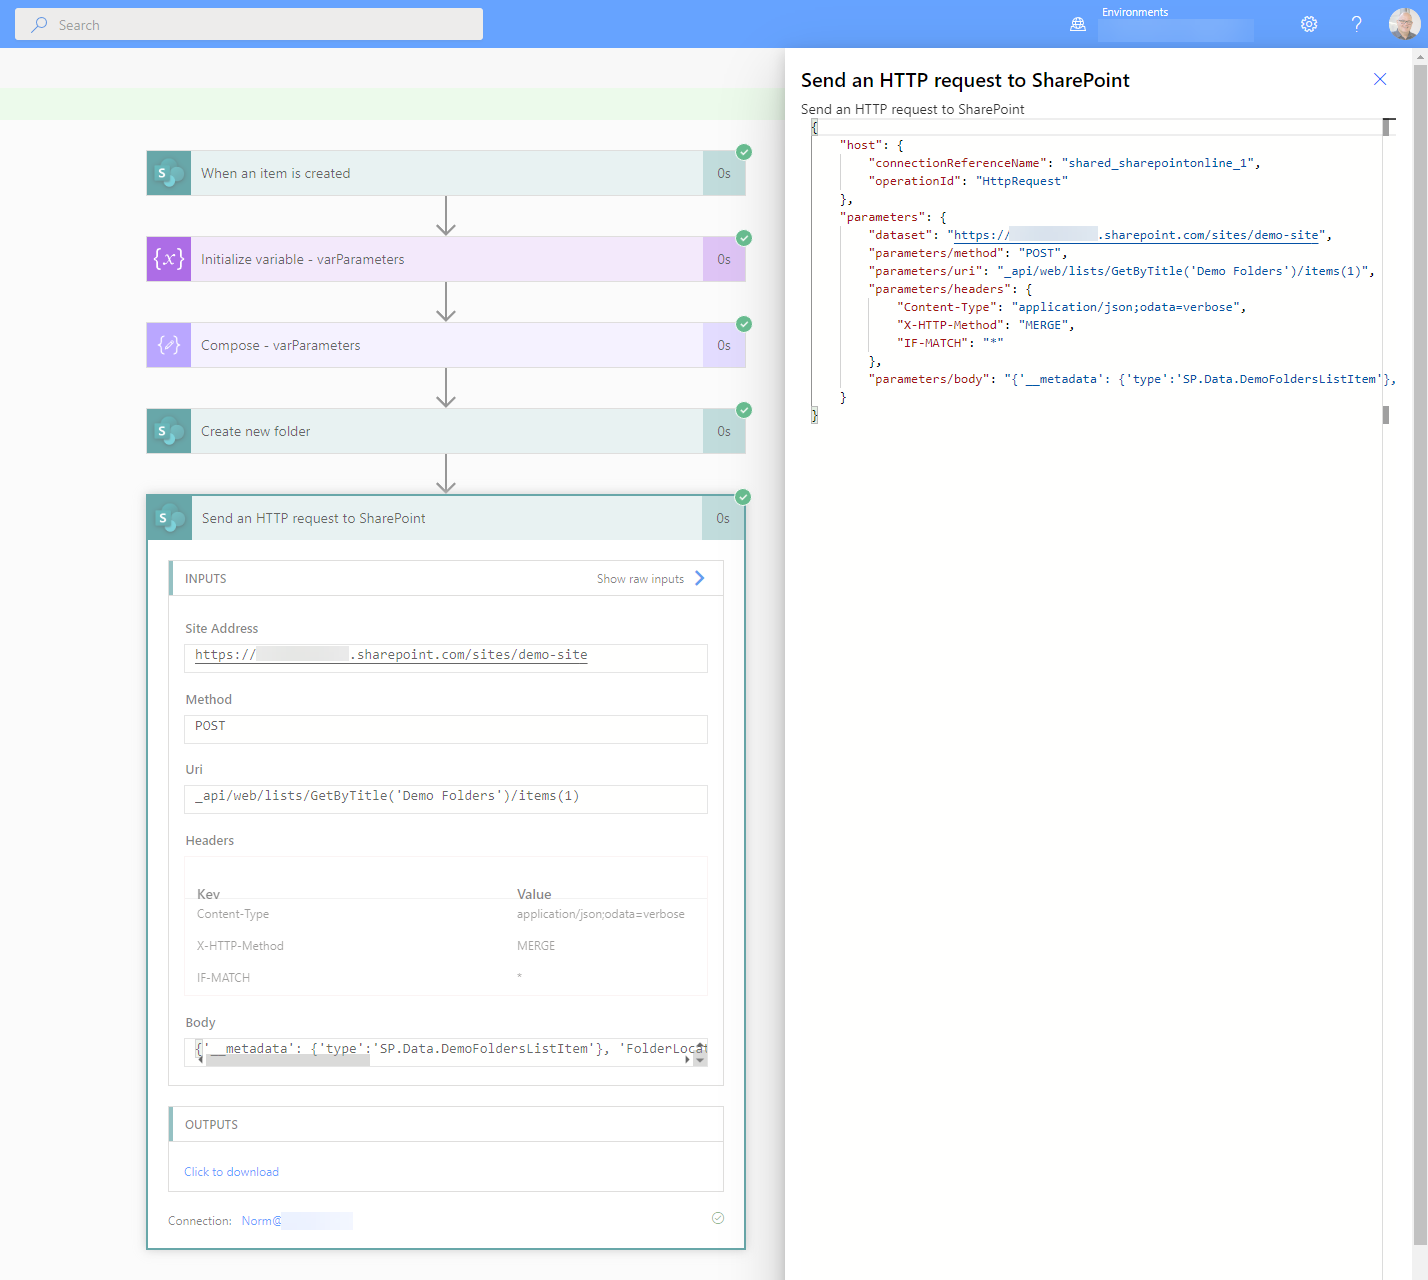 Search
Environments
Send an HTTP request to SharePoint
Send an HTTP request to SharePoint
{
"host": {
"connectionReferenceName": "shared_sharepointonline_1",
"operationId": "HttpRequest"
},
"parameters": {
"dataset": "https://.sharepoint.com/sites/demo-site",
"parameters/method": "POST",
"parameters/uri": "_api/web/lists/GetByTitle('Demo Folders')/items(1)",
"parameters/headers": {
"Content-Type": "application/json;odata=verbose",
"X-HTTP-Method": "MERGE",
"IF-MATCH": "*"
},
"parameters/body": "{'__metadata': {'type':'SP.Data.DemoFoldersListItem'},
}
}
When an item is created
0s
{x} Initialize variable - varParameters
0s
Compose - varParameters
0s
Create new folder
0s
Send an HTTP request to SharePoint
0s
INPUTS
Show raw inputs
Site Address
https://.sharepoint.com/sites/demo-site
Method
POST
Uri
_api/web/lists/GetByTitle('Demo Folders')/items(1)
Headers
Key Value
Content-Type application/json;odata=verbose
X-HTTP-Method MERGE
IF-MATCH *
Body
{'__metadata': {'type':'SP.Data.DemoFoldersListItem'}, 'FolderLocat
OUTPUTS
Click to download
Connection: Norm@